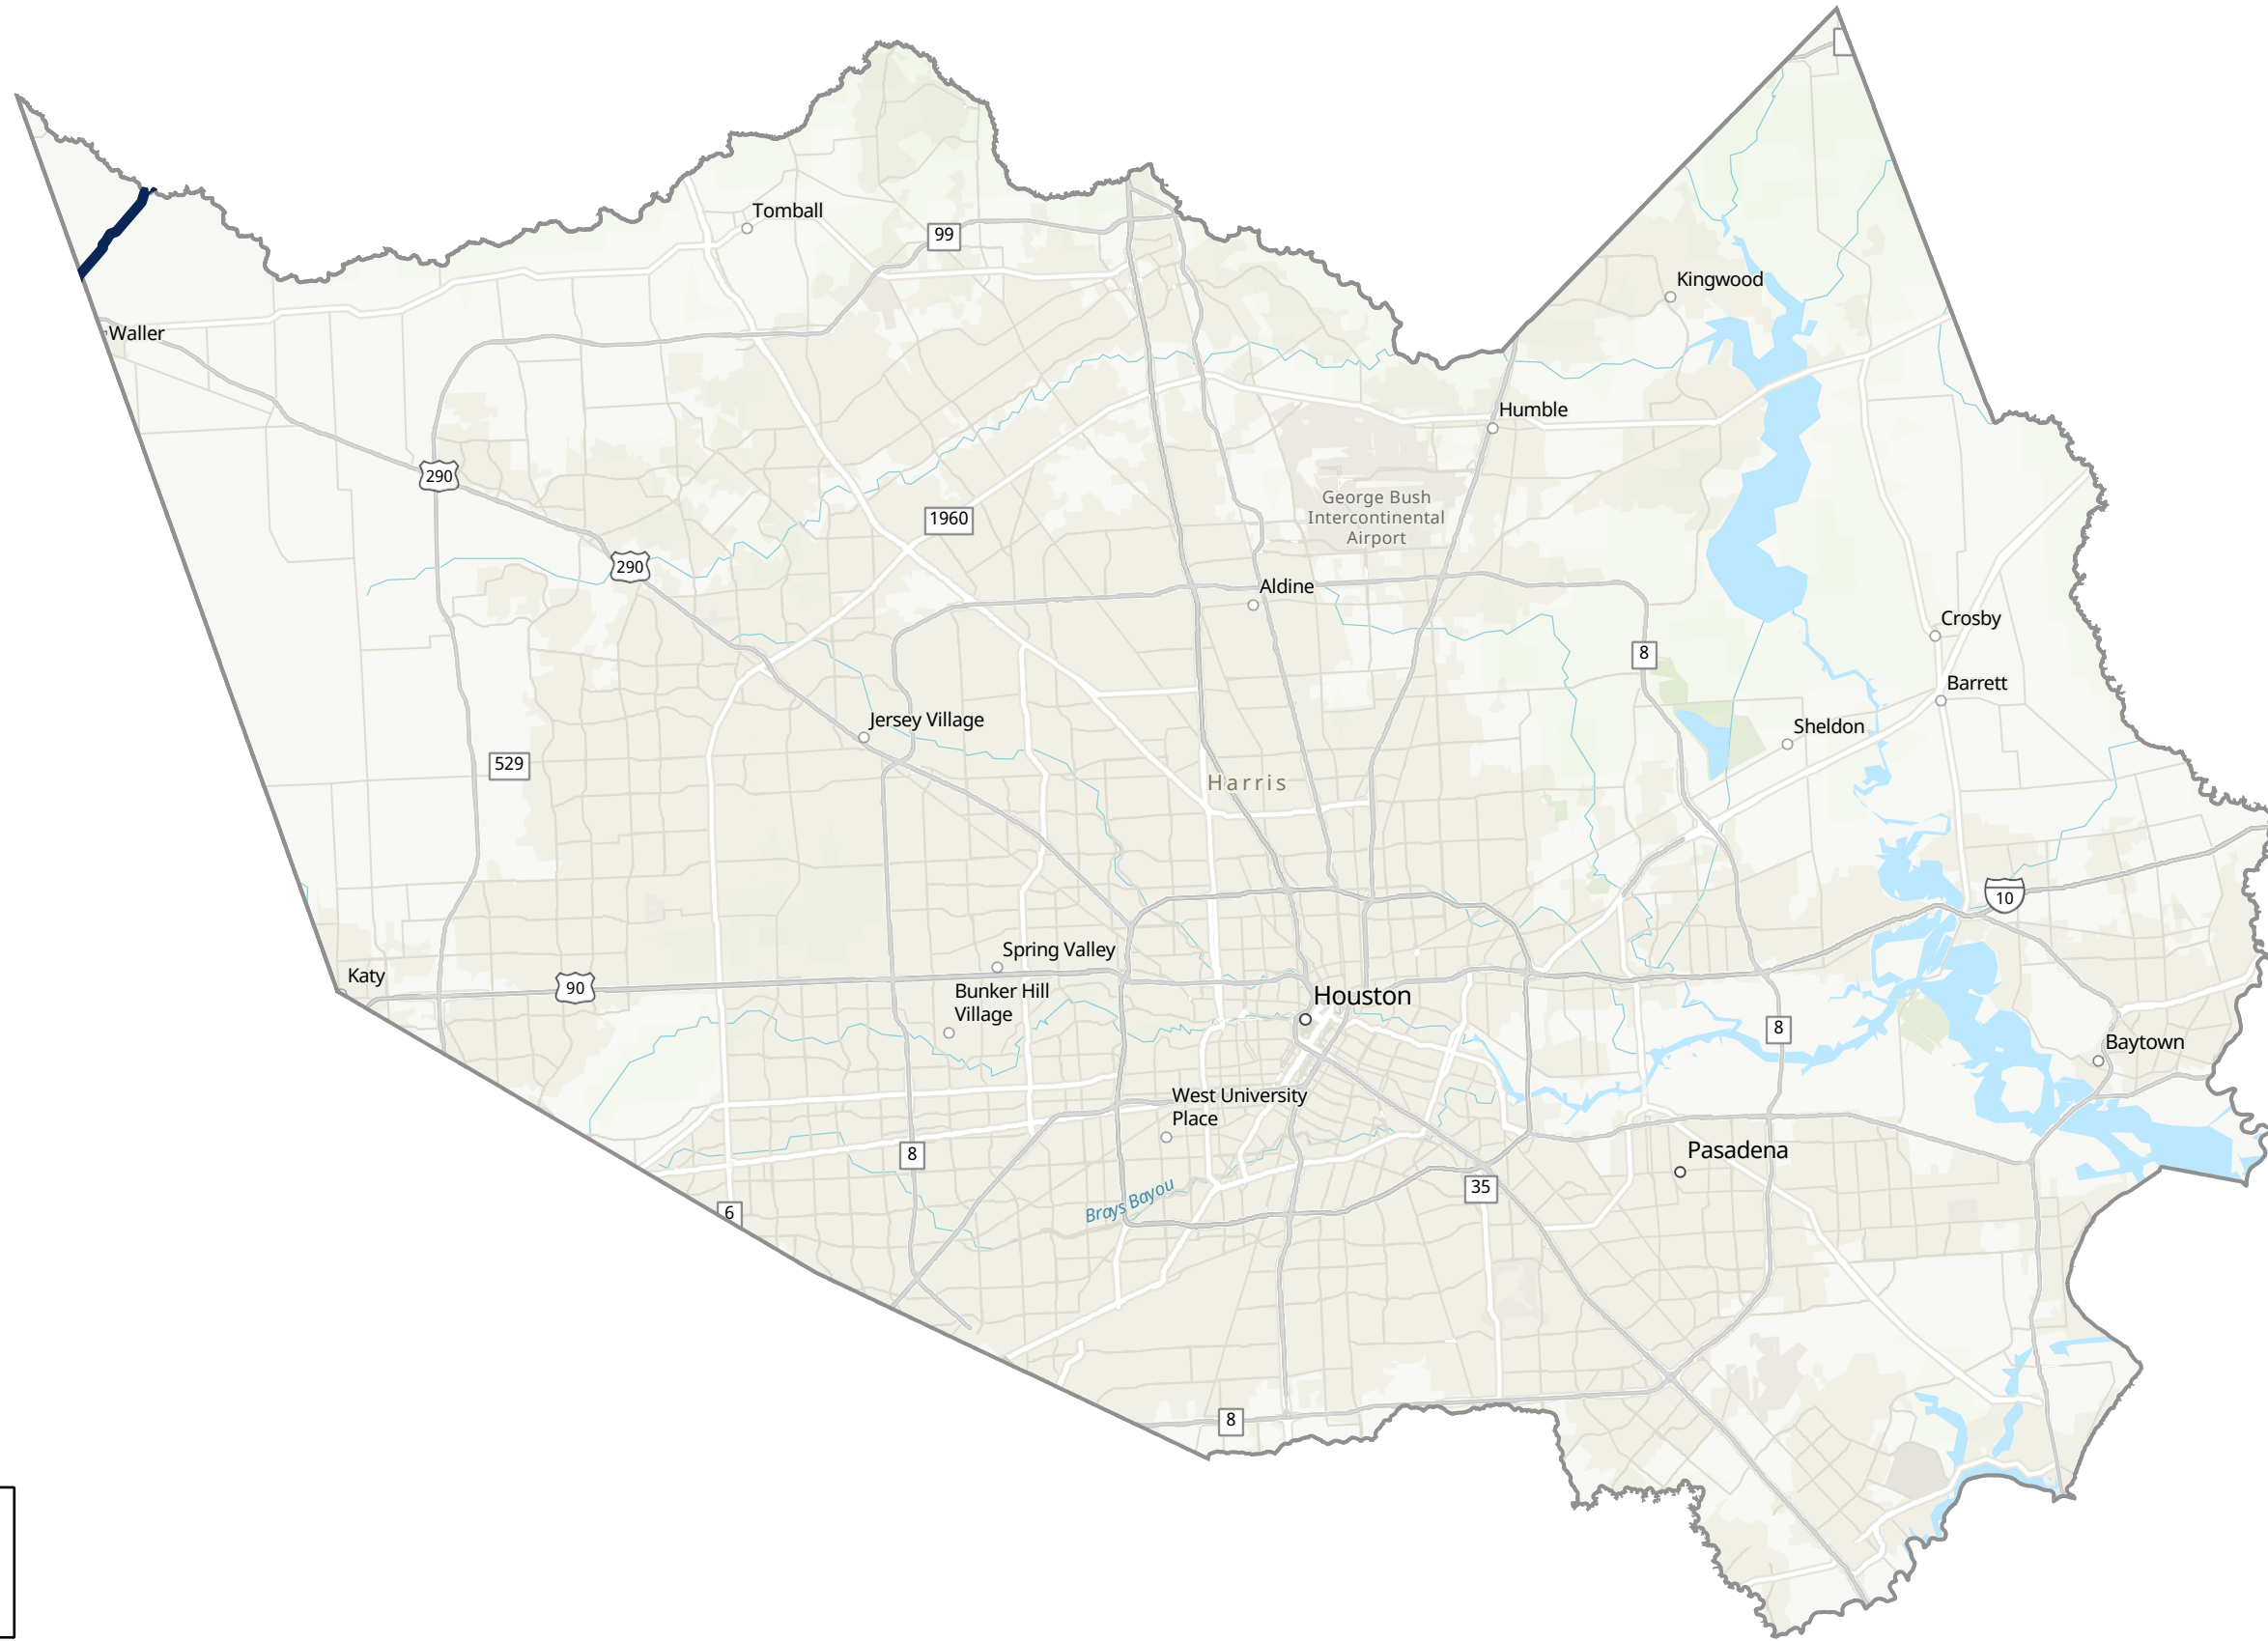 Tomball
99
Kingwood
Waller
Humble
290
George Bush
Intercontinental
Airport
1960
290
Aldine
Crosby
8
Barrett
Jersey Village
Sheldon
529
Harris
10
Spring Valley
Katy
90
Bunker Hill
Village
Houston
8
Baytown
West University
Place
8
Pasadena
35
Brays Bayou
6
8